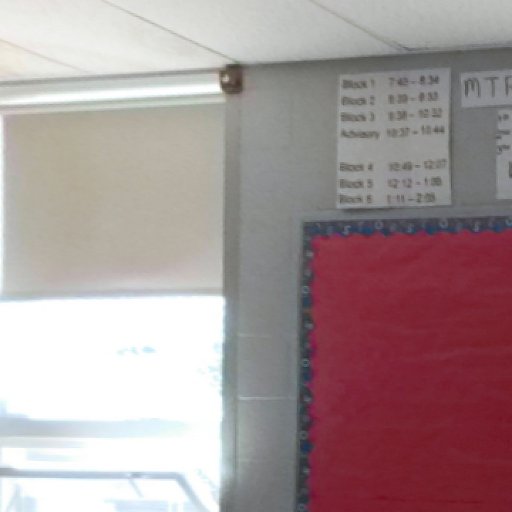 Block 1 7:40 - 8:34
Block 2 8:39 - 9:33
Block 3 9:38 - 10:32
Advisory 10:37 - 10:44
Block 4 10:49 - 12:07
Block 5 12:12 - 1:06
Block 6 1:11 - 2:05
MTR